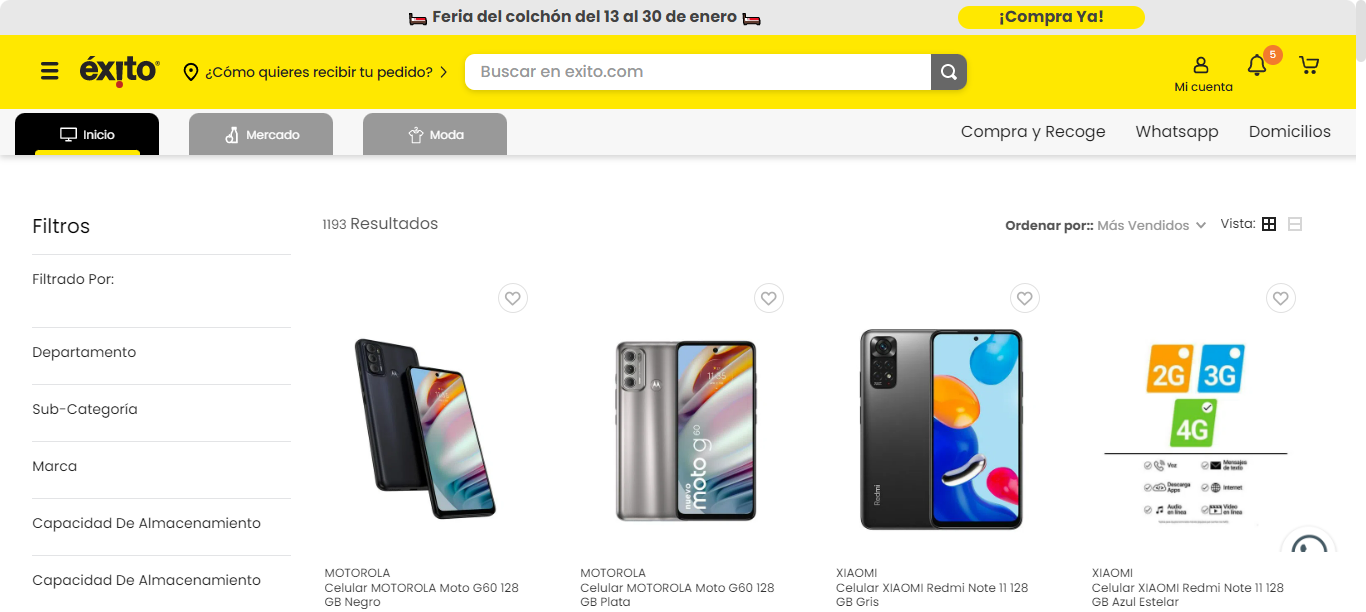 Feria del colchón del 13 al 30 de enero
¡Compra Ya!
éxito
¿Cómo quieres recibir tu pedido?
Buscar en exito.com
Mi cuenta
5
Inicio
Mercado
Moda
Compra y Recoge
Whatsapp
Domicilios
Filtros
1193 Resultados
Ordenar por:: Más Vendidos
Vista:
Filtrado Por:
Departamento
Sub-Categoría
Marca
Capacidad De Almacenamiento
Capacidad De Almacenamiento
11:35
nuevo
moto g 60
Redmi
2G
3G
4G
Voz
Mensajes
de texto
Descarga
Apps
Internet
Audio
en línea
Video
en línea
MOTOROLA
Celular MOTOROLA Moto G60 128
GB Negro
MOTOROLA
Celular MOTOROLA Moto G60 128
GB Plata
XIAOMI
Celular XIAOMI Redmi Note 11 128
GB Gris
XIAOMI
Celular XIAOMI Redmi Note 11 128
GB Azul Estelar